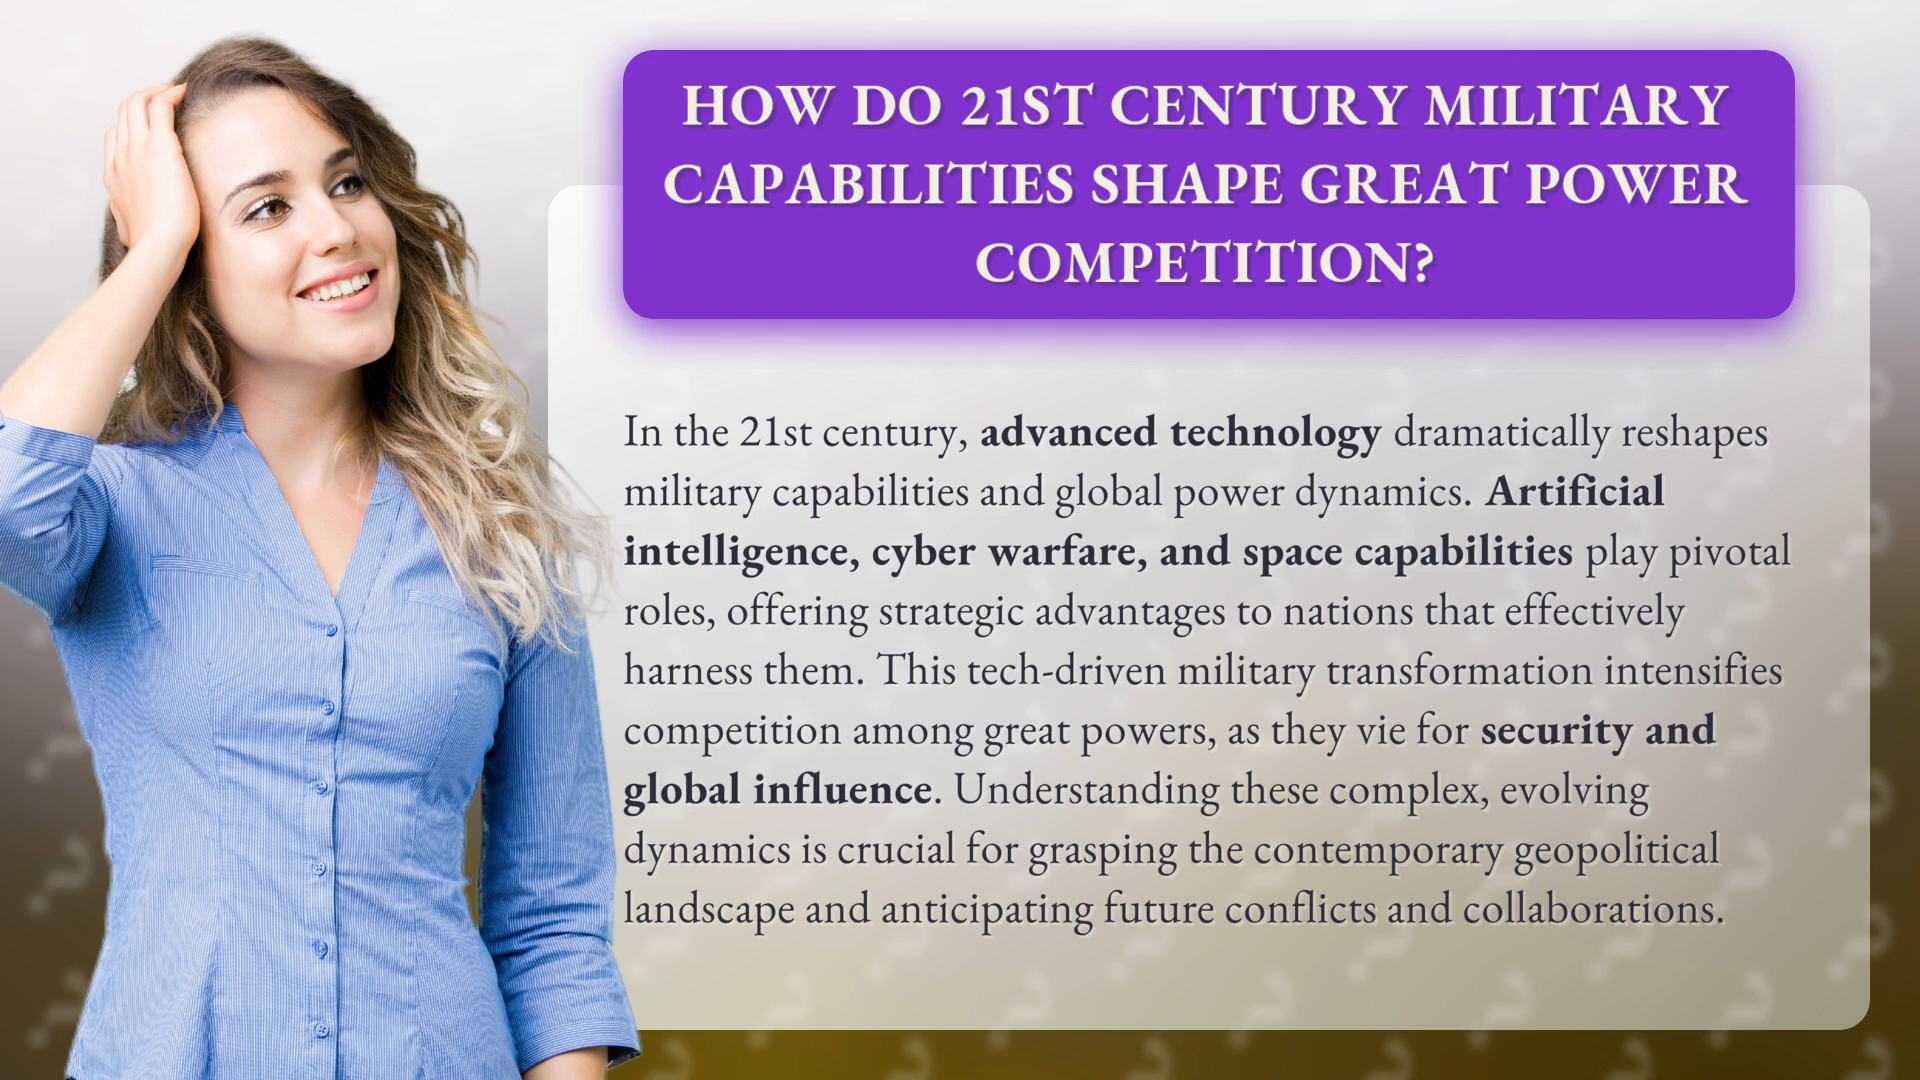 HOW DO 21ST CENTURY MILITARY
CAPABILITIES SHAPE GREAT POWER
COMPETITION?
In the 21st century, advanced technology dramatically reshapes
military capabilities and global power dynamics. Artificial
intelligence, cyber warfare, and space capabilities play pivotal
roles, offering strategic advantages to nations that effectively
harness them. This tech-driven military transformation intensifies
competition among great powers, as they vie for security and
global influence. Understanding these complex, evolving
dynamics is crucial for grasping the contemporary geopolitical
landscape and anticipating future conflicts and collaborations.